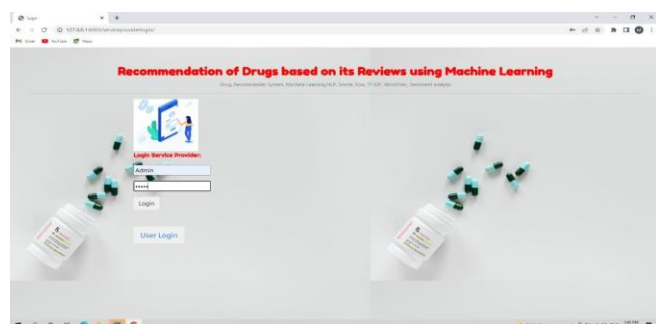 Login
127.0.0.1:8000/serviceproviderlogin/
Gmail YouTube Maps
Recommendation of Drugs based on its Reviews using Machine Learning
Drug, Recommender System, Machine Learning, NLP, Smote, Bow, TF-IDF, Word2Vec, Sentiment analysis
Login Service Provider:
Admin
•••••
Login
User Login